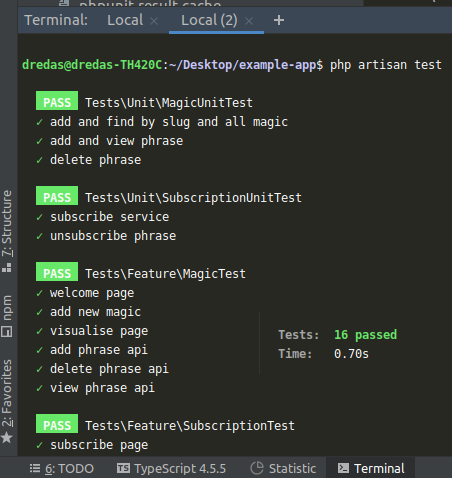 phpunit.result.cache
Terminal: Local × Local (2) × +
dredas@dredas-TH420C:~/Desktop/example-app$ php artisan test
PASS Tests\Unit\MagicUnitTest
✓ add and find by slug and all magic
✓ add and view phrase
✓ delete phrase
PASS Tests\Unit\SubscriptionUnitTest
✓ subscribe service
✓ unsubscribe phrase
PASS Tests\Feature\MagicTest
✓ welcome page
✓ add new magic
✓ visualise page
✓ add phrase api
✓ delete phrase api
✓ view phrase api
Tests: 16 passed
Time: 0.70s
PASS Tests\Feature\SubscriptionTest
✓ subscribe page
7: Structure
npm
2: Favorites
6: TODO
TS TypeScript 4.5.5
Statistic
Terminal